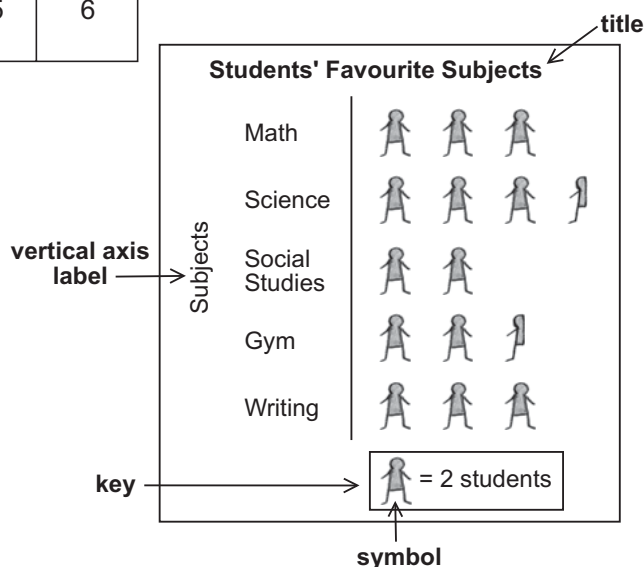 6
title
Students' Favourite Subjects
Math
Science
vertical axis
label
Subjects
Social
Studies
Gym
Writing
key
= 2 students
symbol